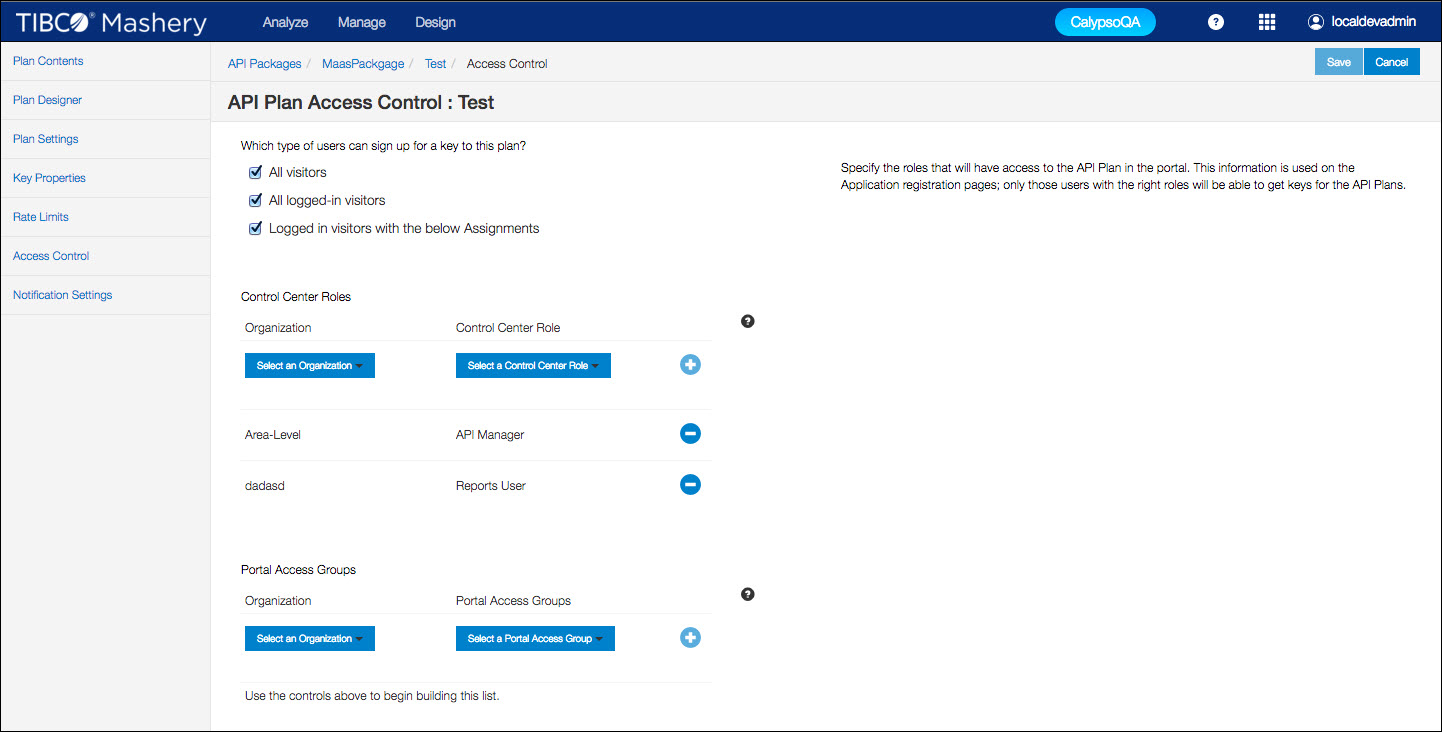 TIBCO® Mashery Analyze Manage Design CalypsoQA ? localdevadmin
Plan Contents
Plan Designer
Plan Settings
Key Properties
Rate Limits
Access Control
Notification Settings
API Packages / MaasPackgage / Test / Access Control
Save Cancel
API Plan Access Control : Test
Which type of users can sign up for a key to this plan?
All visitors
All logged-in visitors
Logged in visitors with the below Assignments
Specify the roles that will have access to the API Plan in the portal. This information is used on the
Application registration pages; only those users with the right roles will be able to get keys for the API Plans.
Control Center Roles
?
Organization Control Center Role
Select an Organization Select a Control Center Role
Area-Level API Manager
dadasd Reports User
Portal Access Groups
?
Organization Portal Access Groups
Select an Organization Select a Portal Access Group
Use the controls above to begin building this list.